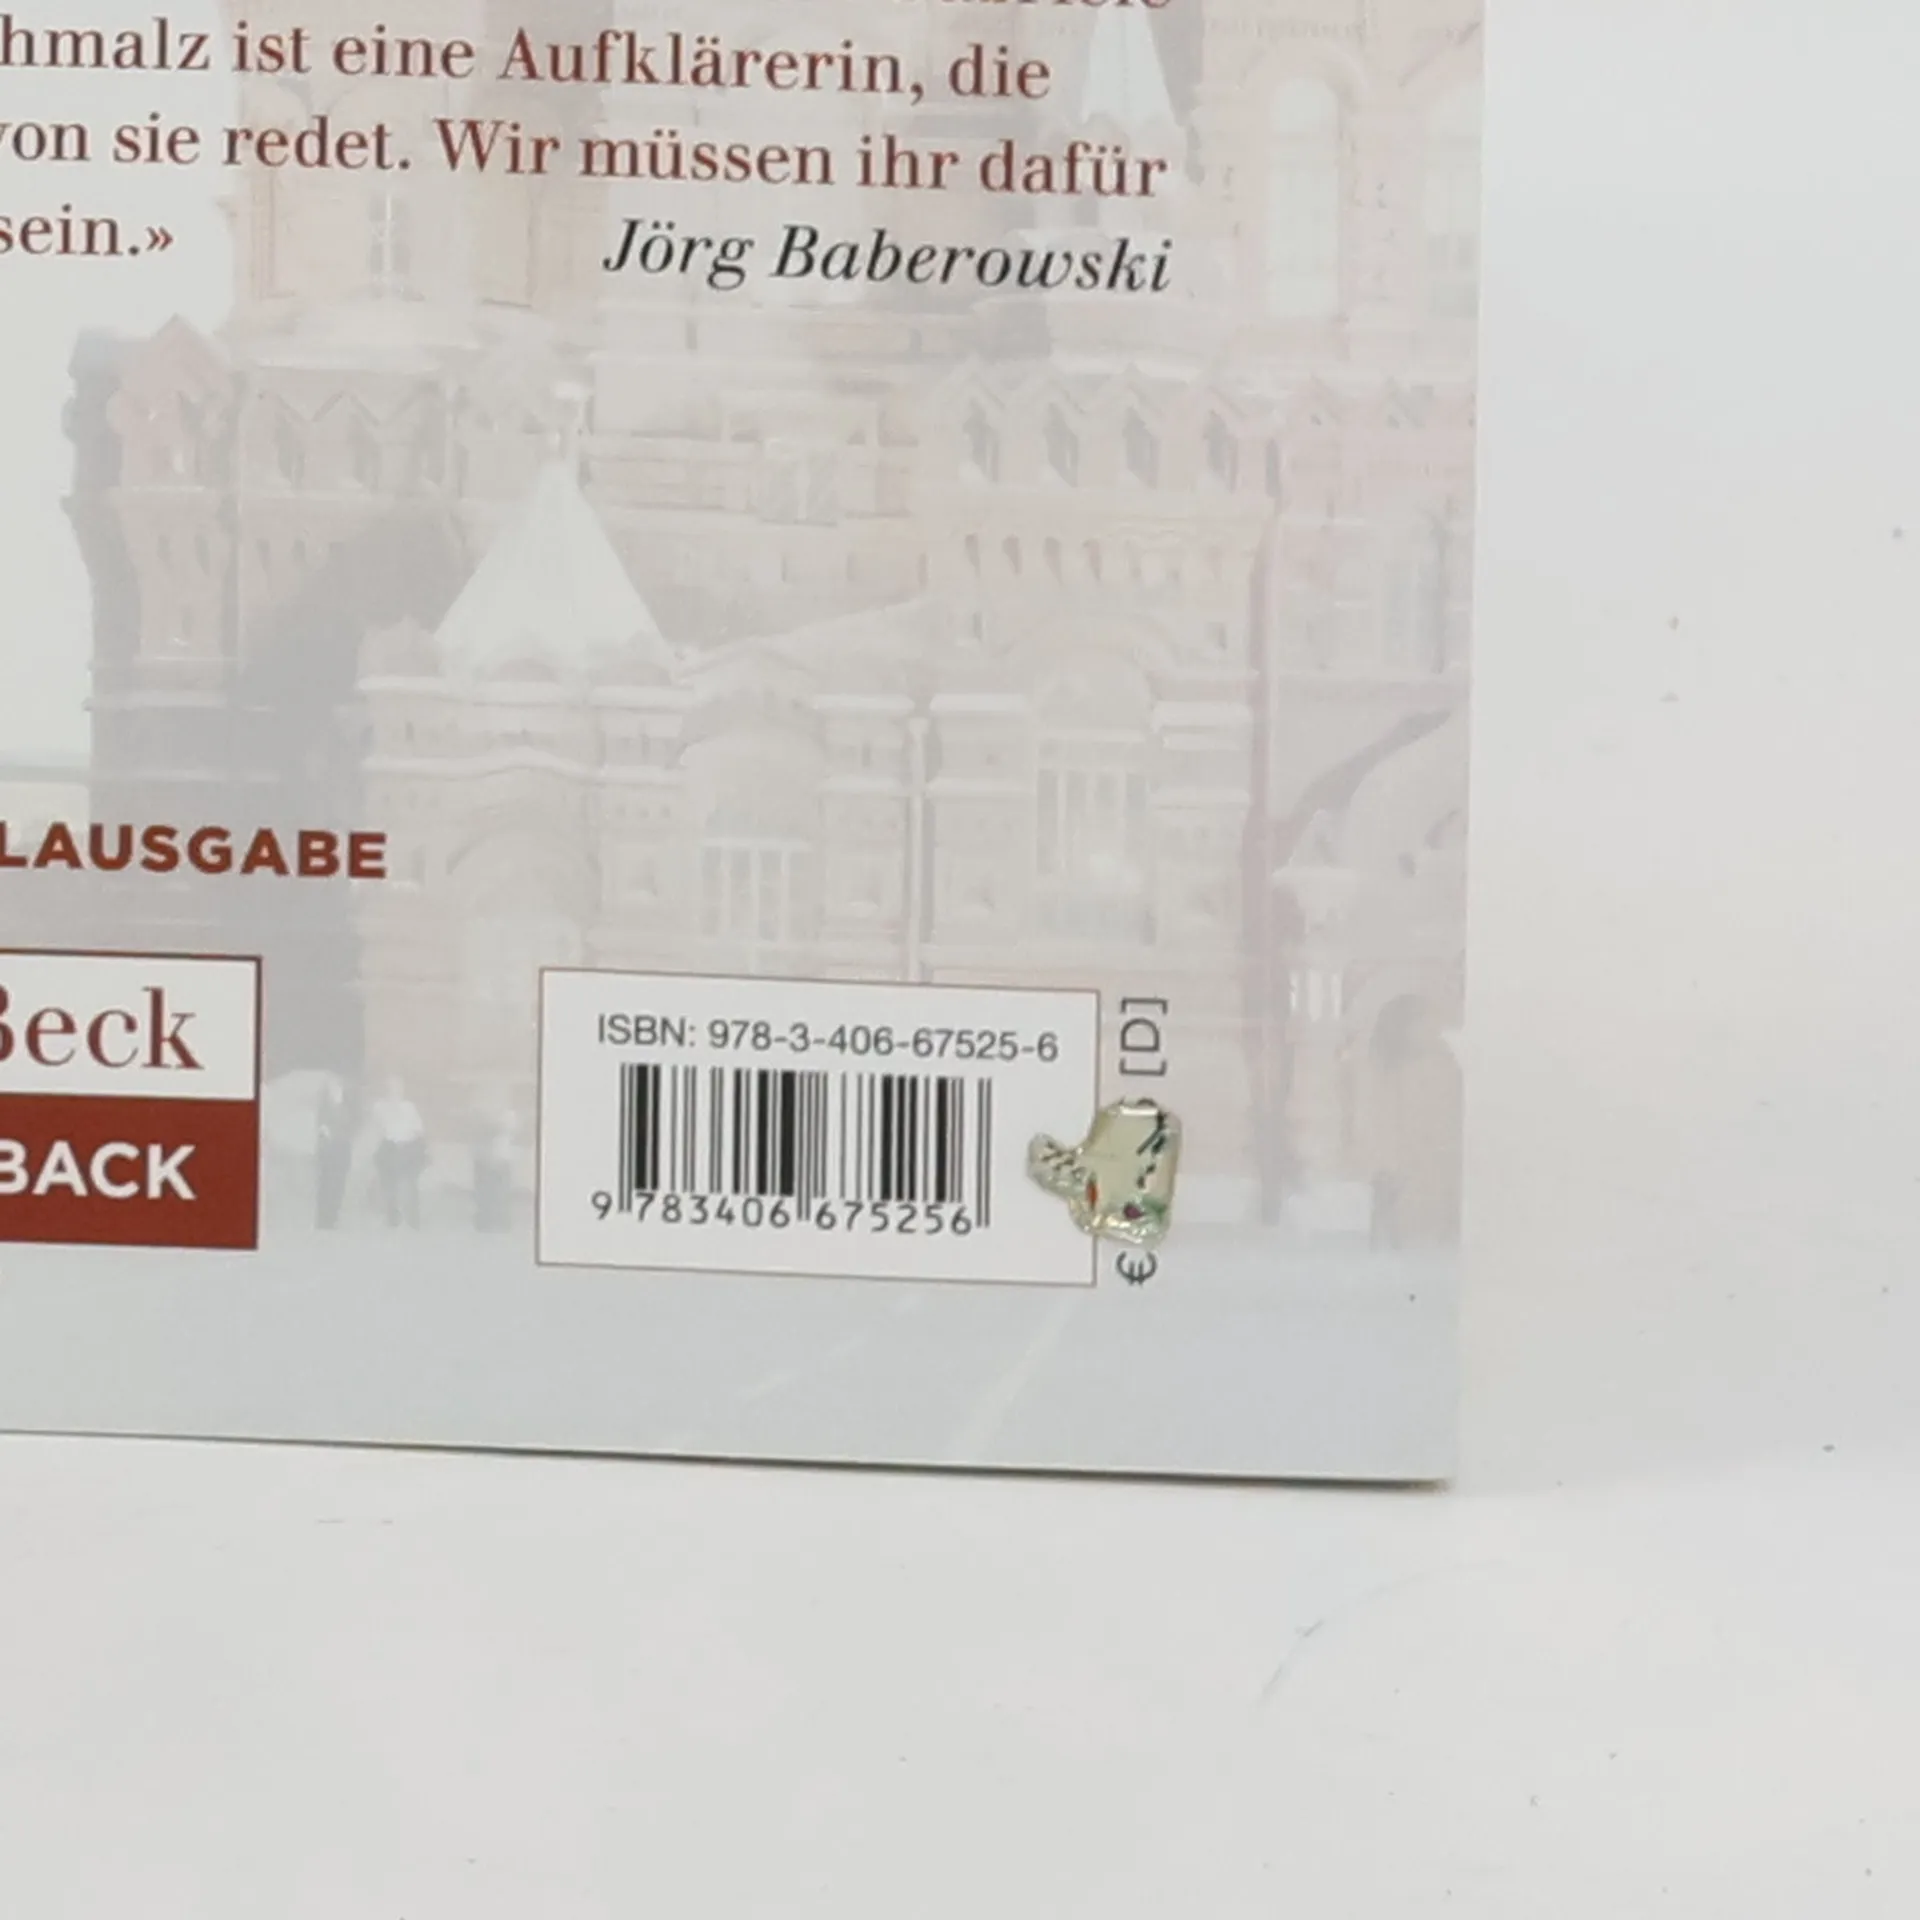 hmalz ist eine Aufklärerin, die
von sie redet. Wir müssen ihr dafür
sein.»
Jörg Baberowski
LAUSGABE
Beck
BACK
ISBN: 978-3-406-67525-6
9 783406 675256
€ [D]